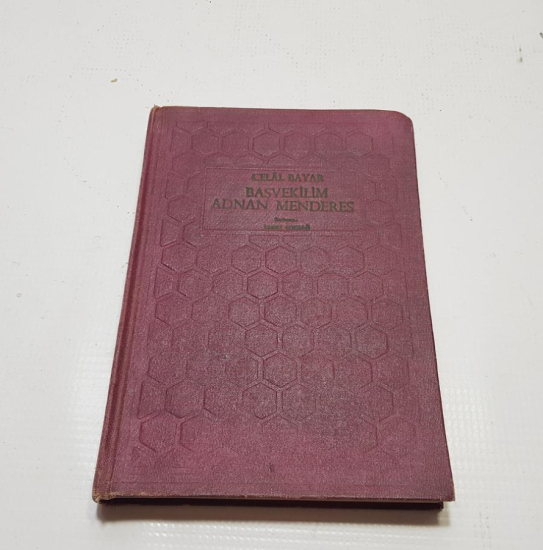 CELÂL BAYAR
BAŞVEKİLİM
ADNAN MENDERES